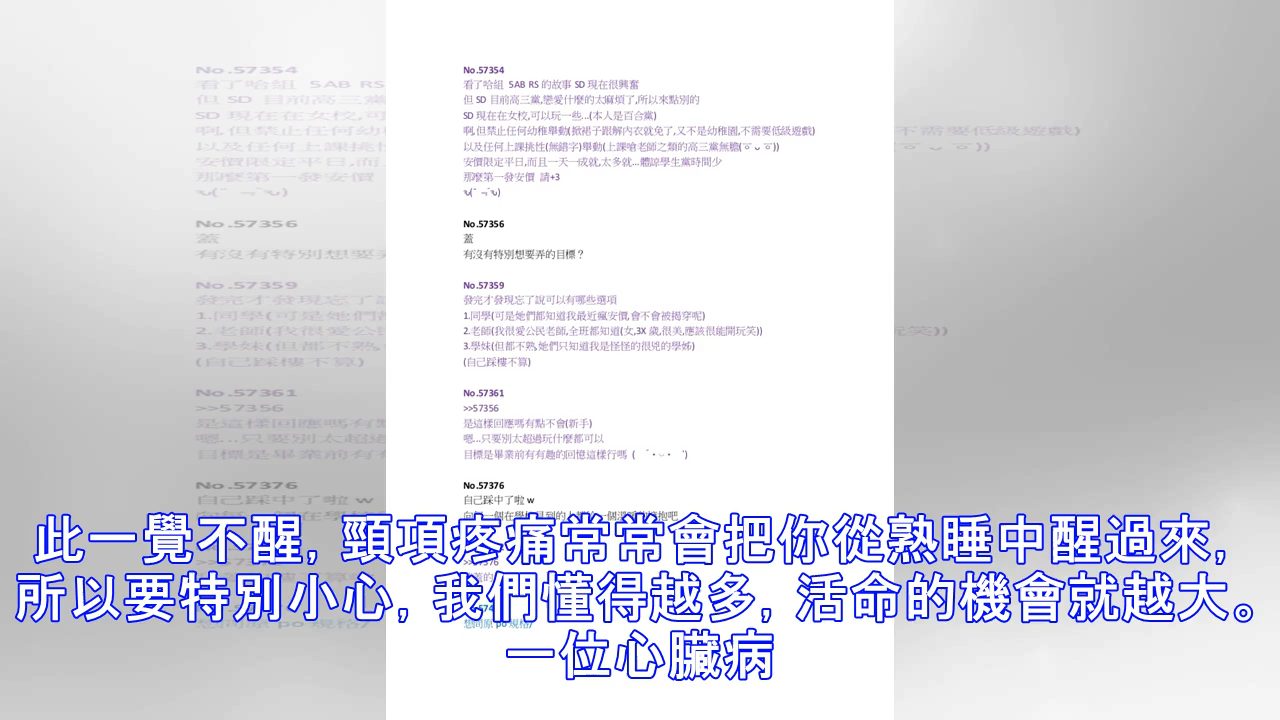 No.57354
看了哈組 5AB RS 的故事 SD 現在很興奮
但 SD 目前高三黨,戀愛什麼的太麻煩了,所以來點別的
SD 現在在女校,可以玩一些...(本人是百合黨)
啊,但禁止任何幼稚舉動(掀裙子跟解內衣就免了,又不是幼稚園,不需要低級遊戲)
以及任何上課挑性(無錯字)舉動(上課嗆老師之類的高三黨無膽(
安價限定平日,而且一天一成就,太多就...體諒學生黨時間少
那麼第一發安價 請+3
No.57356
蓋
有沒有特別想要弄的目標?
No.57359
發完才發現忘了說可以有哪些選項
1.同學(可是她們都知道我最近瘋安價,會不會被揭穿呢)
2.老師(我很愛公民老師,全班都知道(女,3X 歲,很美,應該很能開玩笑))
3.學妹(但都不熟,她們只知道我是怪怪的很兇的學姊)
(自己踩樓不算)
No.57361
>>57356
是這樣回應嗎有點不會(新手)
嗯...只要別太超過玩什麼都可以
目標是畢業前有有趣的回憶這樣行嗎
No.57376
自己踩中了啦 w
此一覺不醒, 頸項疼痛常常會把你從熟睡中醒過來,
所以要特別小心, 我們懂得越多, 活命的機會就越大。
一位心臟病